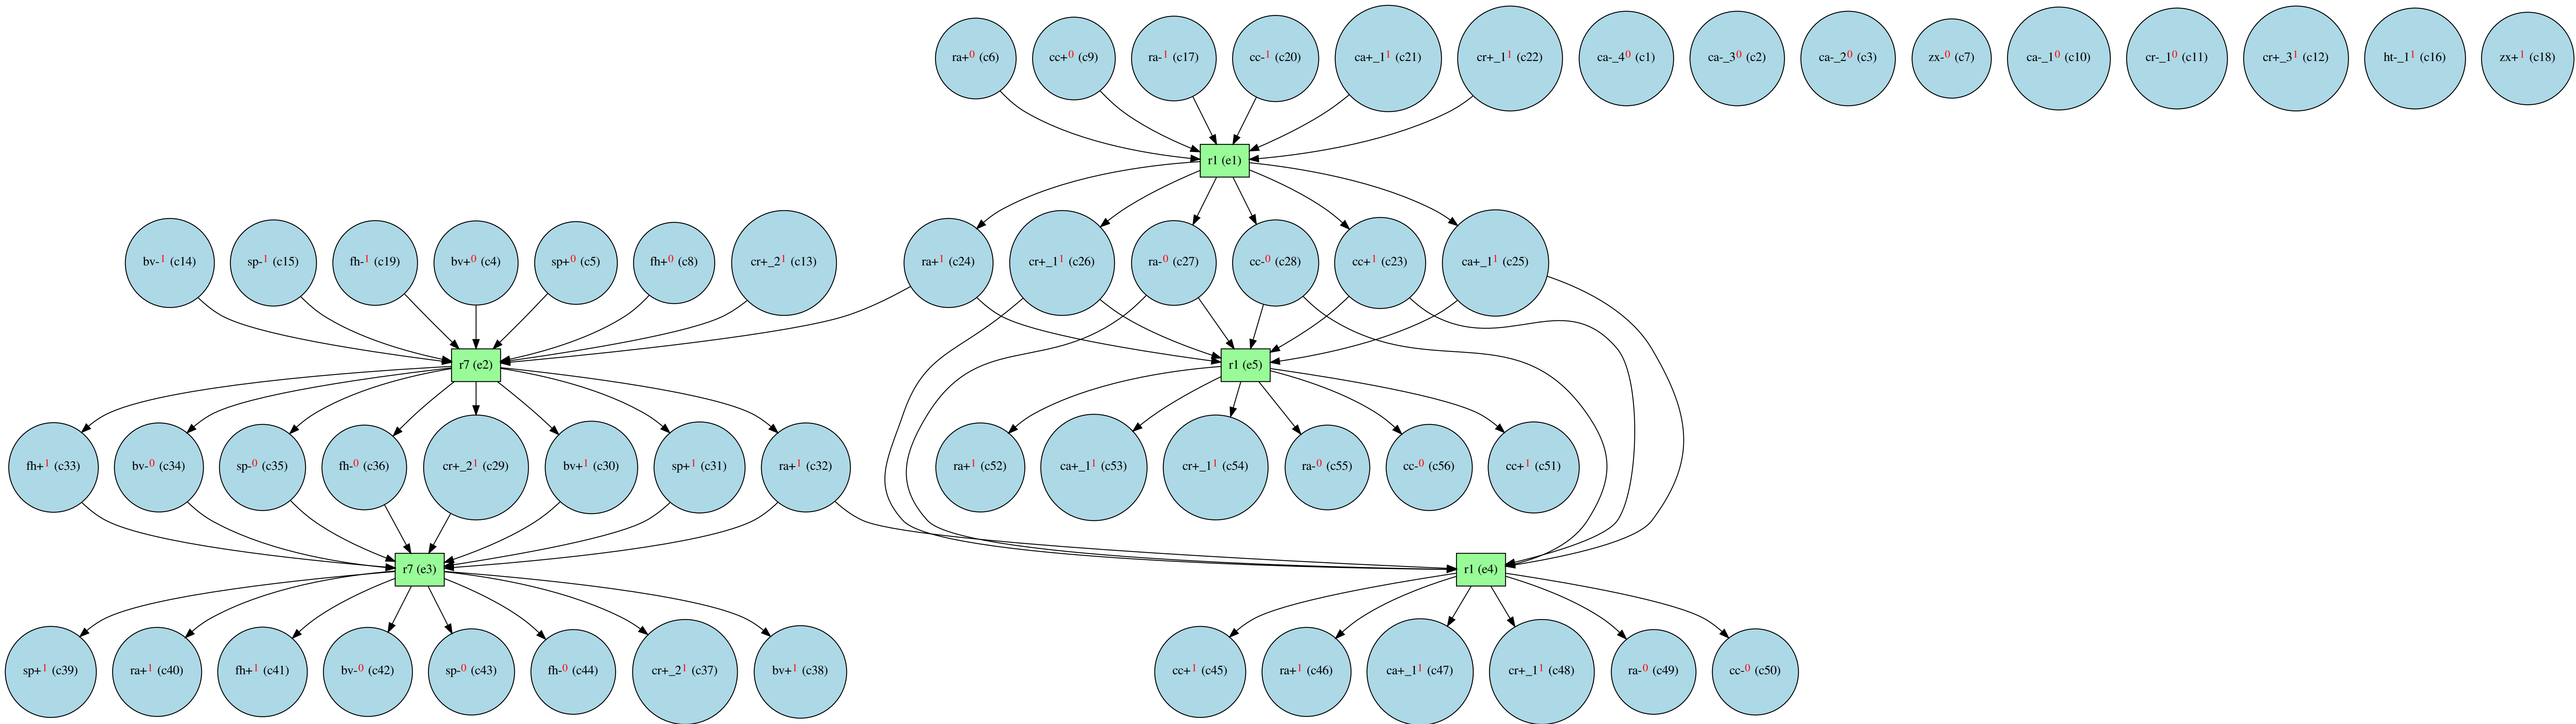 ra+0 (c6)
cc+0 (c9)
ra-1 (c17)
cc-1 (c20)
ca+_11 (c21)
cr+_11 (c22)
ca-_40 (c1)
ca-_30 (c2)
ca-_20 (c3)
zx-0 (c7)
ca-_10 (c10)
cr-_10 (c11)
cr+_31 (c12)
ht-_11 (c16)
zx+1 (c18)
r1 (e1)
bv-1 (c14)
sp-1 (c15)
fh-1 (c19)
bv+0 (c4)
sp+0 (c5)
fh+0 (c8)
cr+_21 (c13)
ra+1 (c24)
cr+_11 (c26)
ra-0 (c27)
cc-0 (c28)
cc+1 (c23)
ca+_11 (c25)
r7 (e2)
r1 (e5)
fh+1 (c33)
bv-0 (c34)
sp-0 (c35)
fh-0 (c36)
cr+_21 (c29)
bv+1 (c30)
sp+1 (c31)
ra+1 (c32)
ra+1 (c52)
ca+_11 (c53)
cr+_11 (c54)
ra-0 (c55)
cc-0 (c56)
cc+1 (c51)
r7 (e3)
r1 (e4)
sp+1 (c39)
ra+1 (c40)
fh+1 (c41)
bv-0 (c42)
sp-0 (c43)
fh-0 (c44)
cr+_21 (c37)
bv+1 (c38)
cc+1 (c45)
ra+1 (c46)
ca+_11 (c47)
cr+_11 (c48)
ra-0 (c49)
cc-0 (c50)